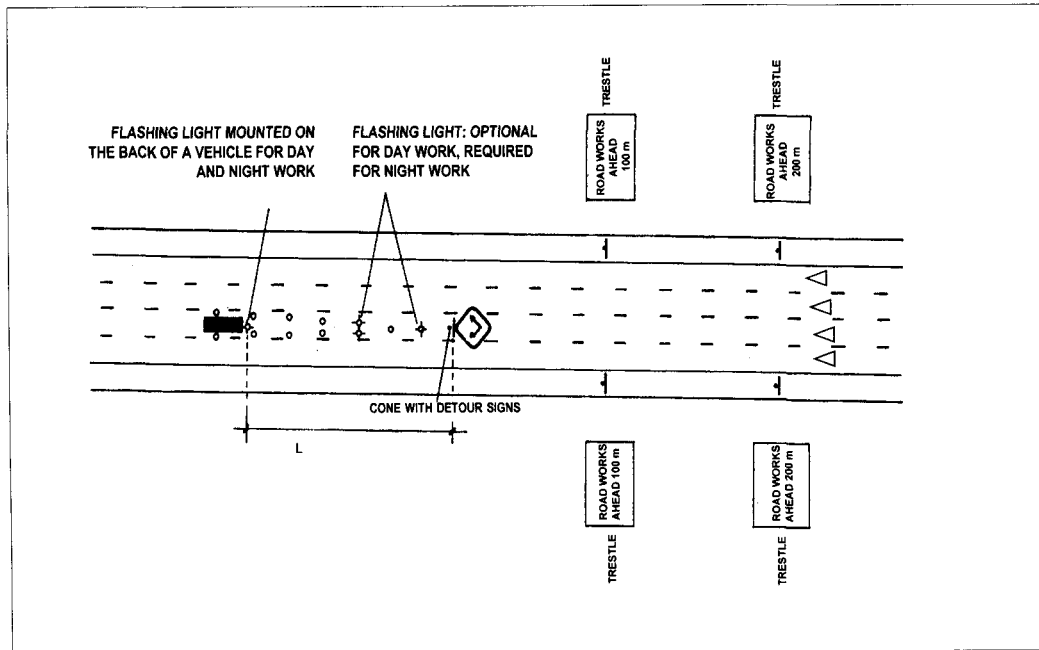 TRESTLE
TRESTLE
ROAD WORKS
AHEAD
100 m
ROAD WORKS
AHEAD
200 m
FLASHING LIGHT MOUNTED ON
THE BACK OF A VEHICLE FOR DAY
AND NIGHT WORK
FLASHING LIGHT: OPTIONAL
FOR DAY WORK, REQUIRED
FOR NIGHT WORK
CONE WITH DETOUR SIGNS
L
ROAD WORKS
AHEAD 100 m
ROAD WORKS
AHEAD 200 m
TRESTLE
TRESTLE